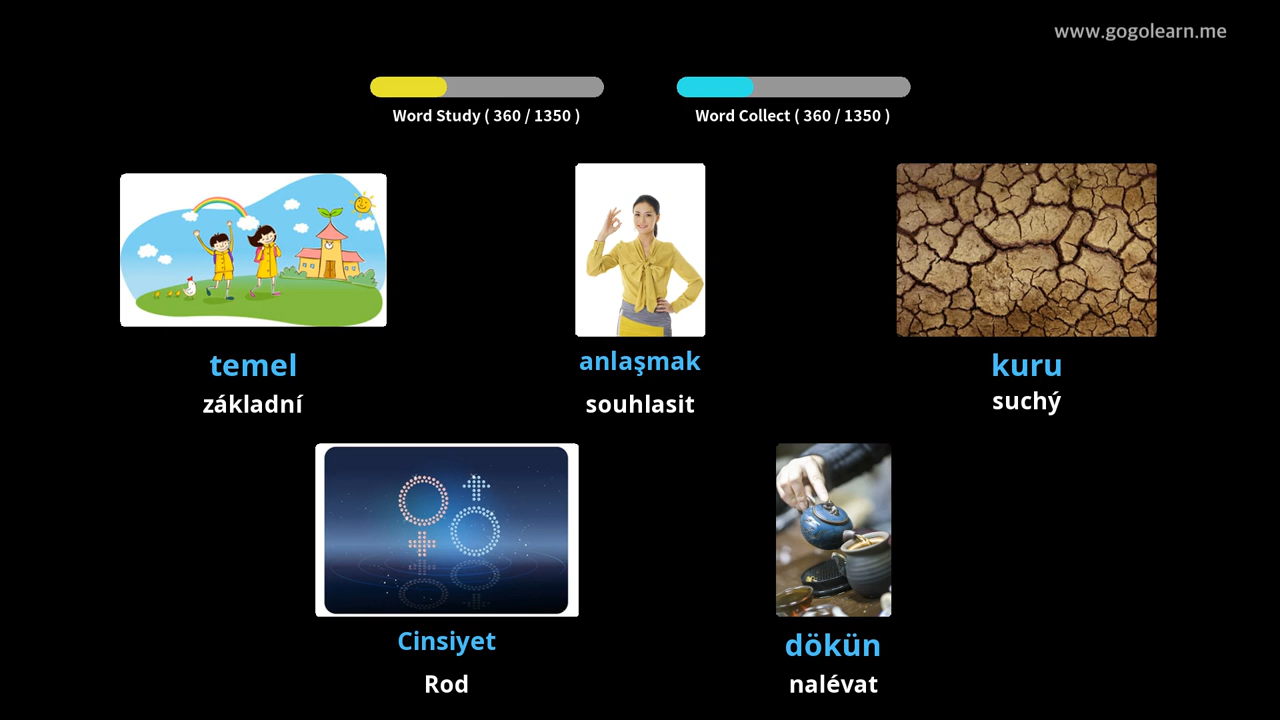 www.gogolearn.me
Word Study ( 360 / 1350 )
Word Collect ( 360 / 1350 )
temel
základní
anlaşmak
souhlasit
kuru
suchý
Cinsiyet
Rod
dökün
nalévat